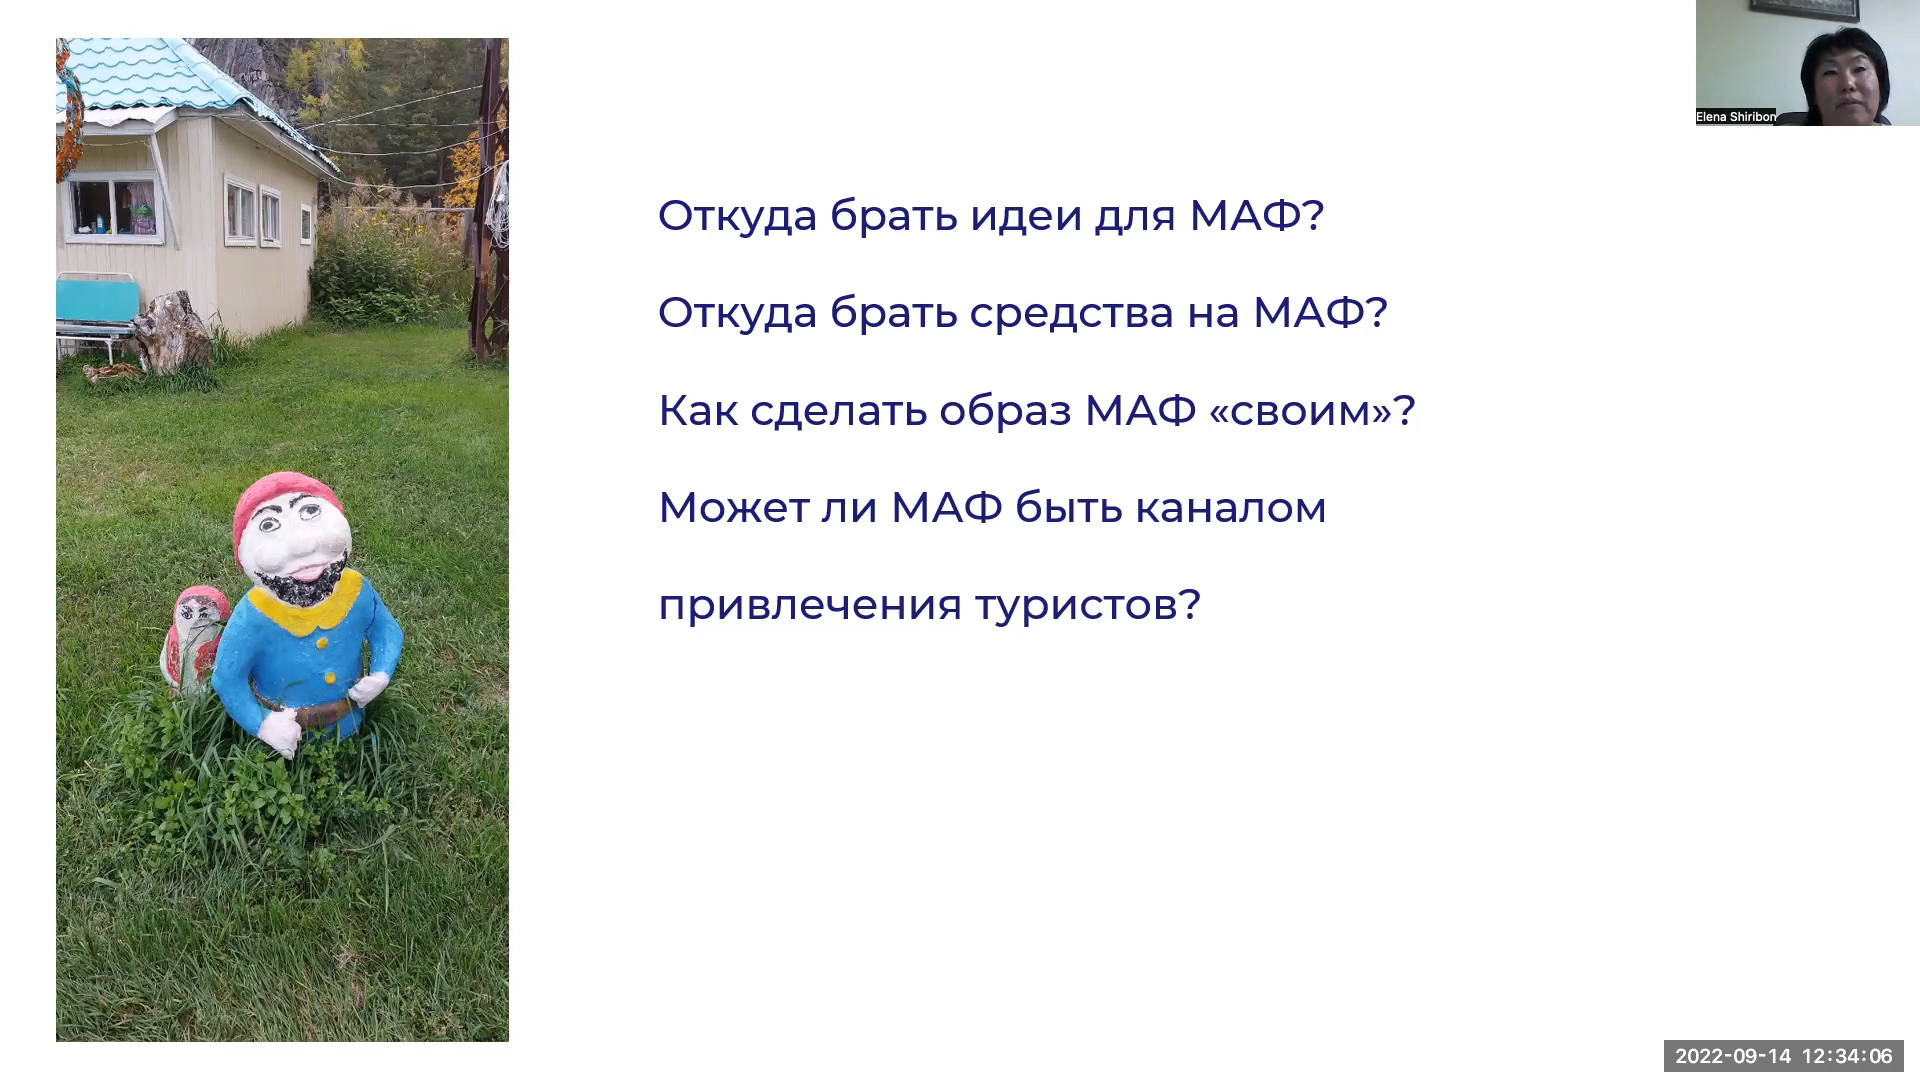 Elena Shiribon
Откуда брать идеи для МАФ?
Откуда брать средства на МАФ?
Как сделать образ МАФ «своим»?
Может ли МАФ быть каналом
привлечения туристов?
2022-09-14 12:34:06